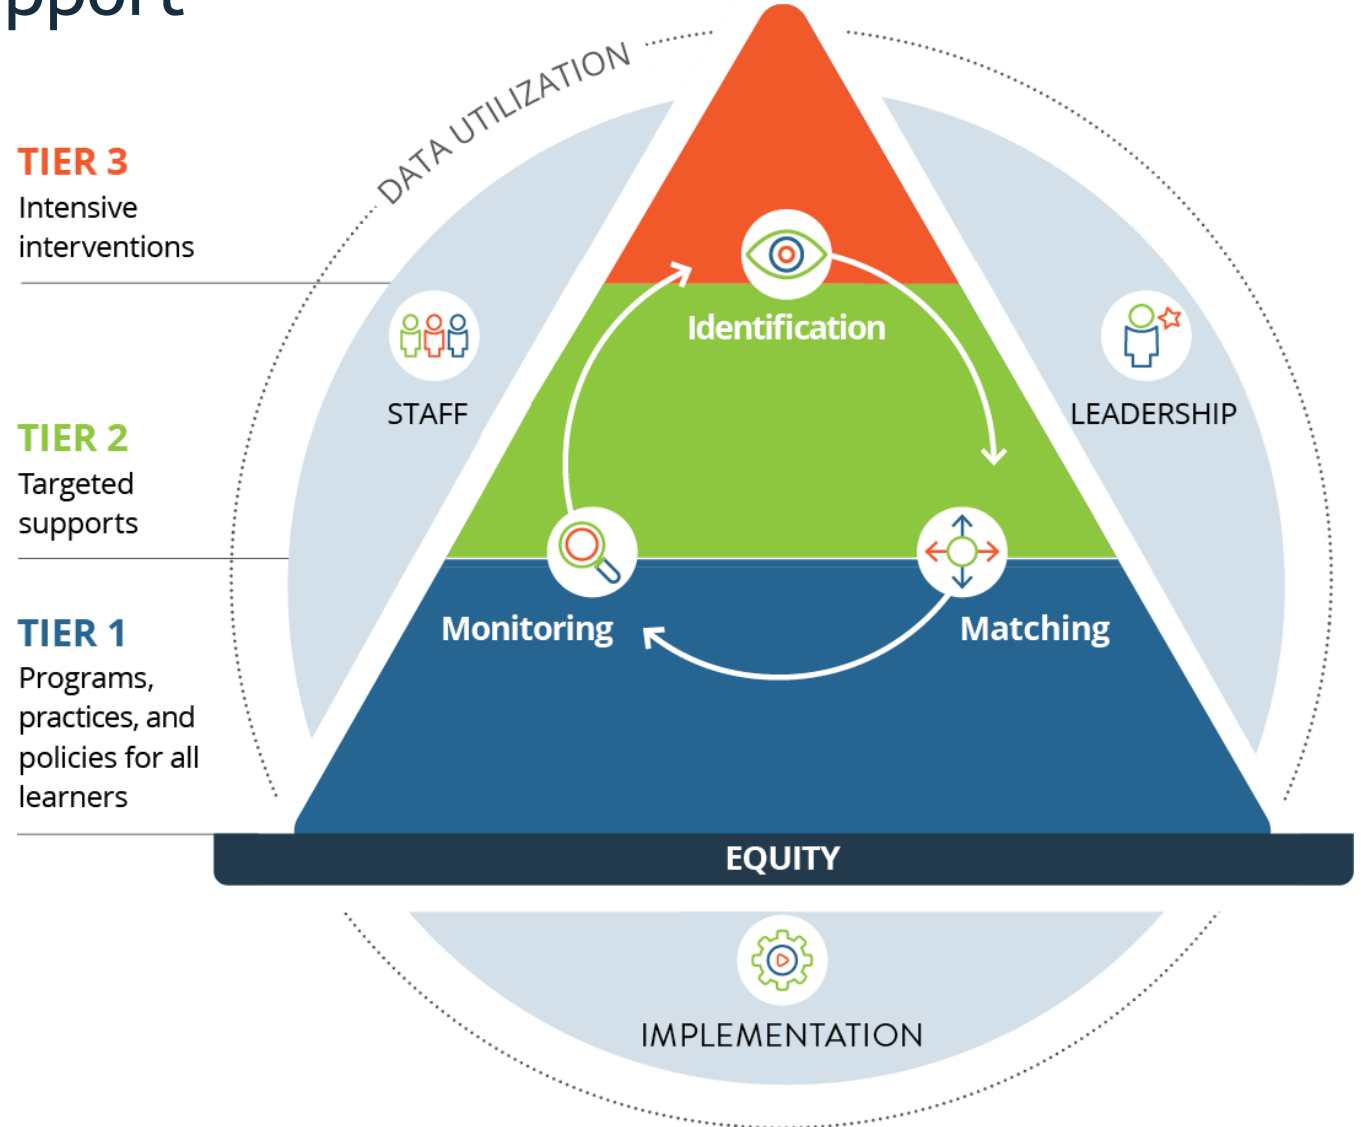 DATA UTILIZATION
TIER 3
Intensive
interventions
Identification
STAFF
LEADERSHIP
TIER 2
Targeted
supports
TIER 1
Programs,
practices, and
policies for all
learners
Monitoring
Matching
EQUITY
IMPLEMENTATION